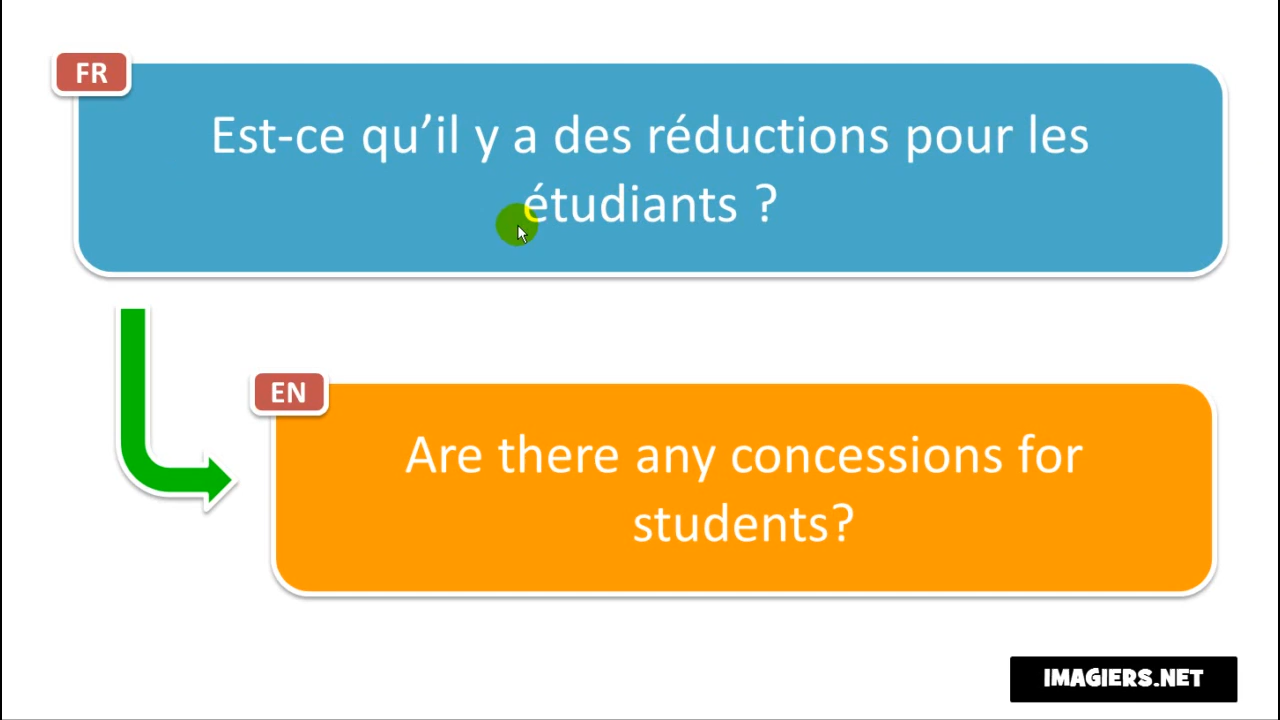 FR
Est-ce qu’il y a des réductions pour les
étudiants ?
EN
Are there any concessions for
students?
IMAGIERS.NET